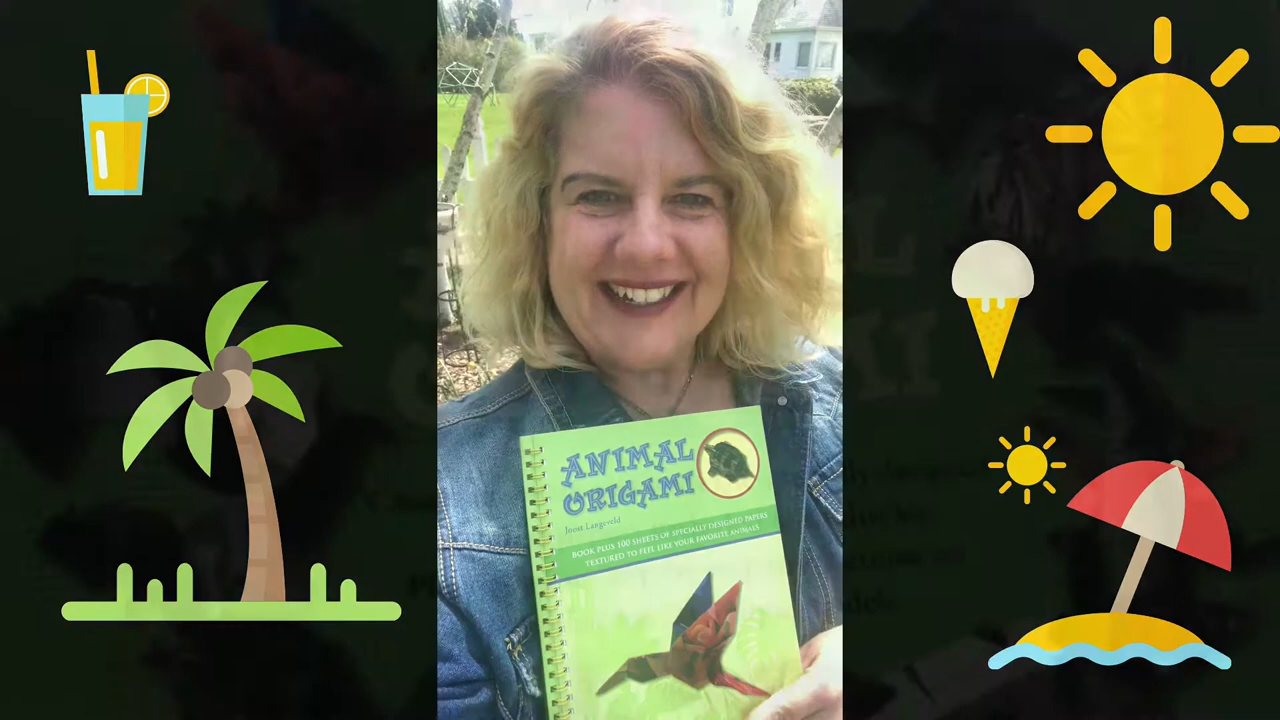 ANIMAL
ORIGAMI
Joost Langeveld
BOOK PLUS 100 SHEETS OF SPECIALLY DESIGNED PAPERS
TEXTURED TO FEEL LIKE YOUR FAVORITE ANIMALS